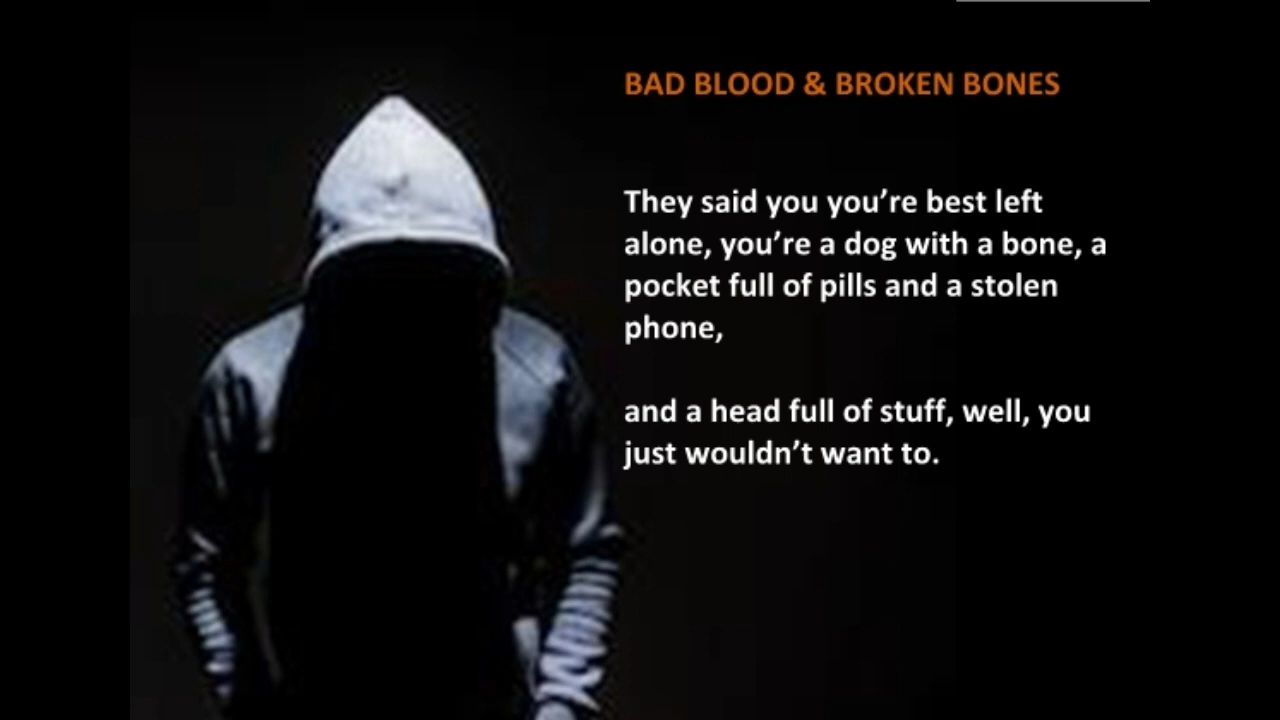 BAD BLOOD & BROKEN BONES
They said you you’re best left
alone, you’re a dog with a bone, a
pocket full of pills and a stolen
phone,
and a head full of stuff, well, you
just wouldn’t want to.